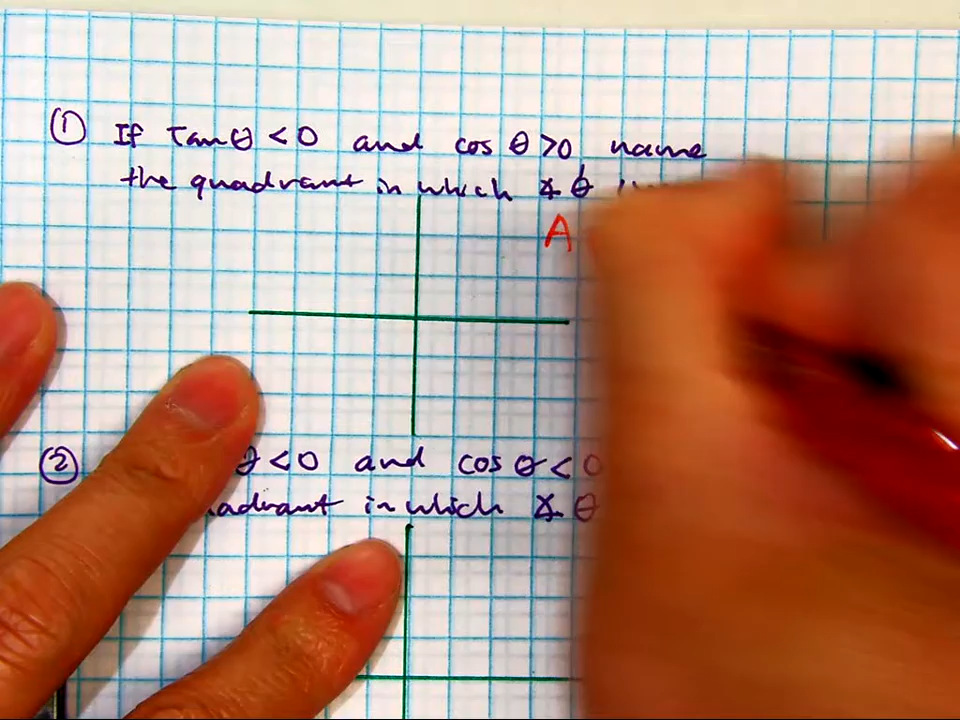 ① If Tan θ < 0 and cos θ > 0, name
the quadrant in which ∡ θ
A
② θ < 0 and cos θ < 0
in which ∡ θ